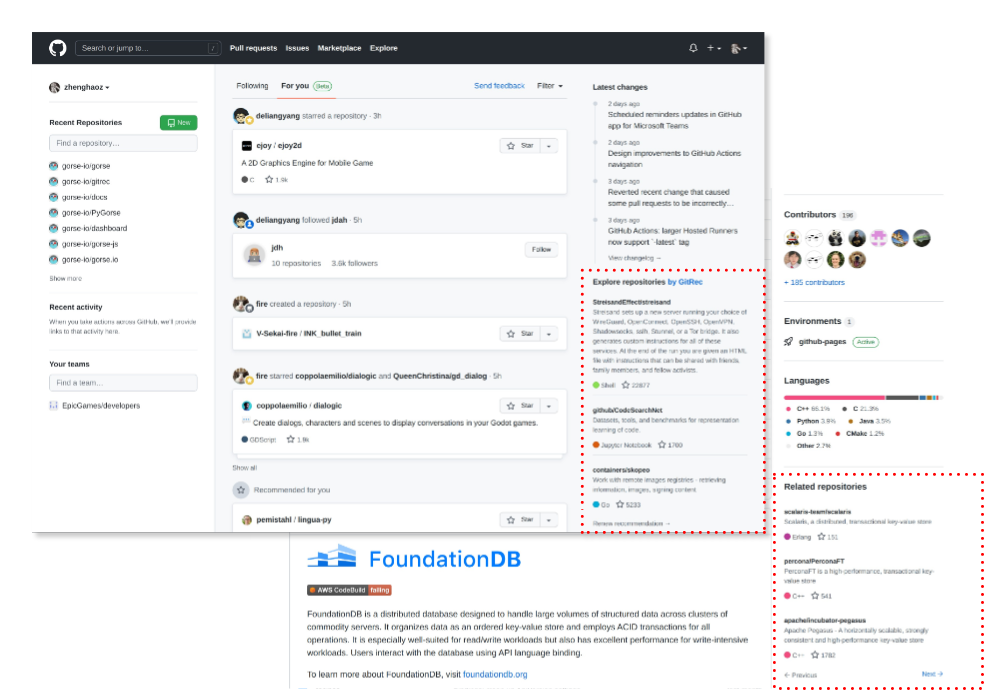 Search or jump to...
/
Pull requests Issues Marketplace Explore
zhenghaoz
Recent Repositories
New
Find a repository...
gorse-io/gorse
gorse-io/gitrec
gorse-io/docs
gorse-io/PyGorse
gorse-io/dashboard
gorse-io/gorse-js
gorse-io/gorse.io
Show more
Recent activity
When you take actions across GitHub, we'll provide
links to that activity here.
Your teams
Find a team...
EpicGames/developers
Following For you Beta
Send feedback Filter
deliangyang starred a repository · 3h
ejoy / ejoy2d
Star
A 2D Graphics Engine for Mobile Game
C 1.9k
deliangyang followed jdah · 5h
jdh
Follow
10 repositories 3.6k followers
fire created a repository · 5h
V-Sekai-fire / INK_bullet_train
Star
fire starred coppolaemilio/dialogic and QueenChristina/gd_dialog · 5h
coppolaemilio / dialogic
Star
Create dialogs, characters and scenes to display conversations in your Godot games.
GDScript 1.8k
Show all
Recommended for you
pemistahl / lingua-py
Star
Latest changes
2 days ago
Scheduled reminders updates in GitHub
app for Microsoft Teams
2 days ago
Design improvements to GitHub Actions
navigation
3 days ago
Reverted recent change that caused
some pull requests to be incorrectly...
3 days ago
GitHub Actions: larger Hosted Runners
now support `-latest` tag
View changelog →
Explore repositories by GitRec
StreisandEffect/streisand
Streisand sets up a new server running your choice of
WireGuard, OpenConnect, OpenSSH, OpenVPN,
Shadowsocks, sslh, Stunnel, or a Tor bridge. It also
generates custom instructions for all of these
services. At the end of the run you are given an HTML
file with instructions that can be shared with friends,
family members, and fellow activists.
Shell 22877
github/CodeSearchNet
Datasets, tools, and benchmarks for representation
learning of code.
Jupyter Notebook 1760
containers/skopeo
Work with remote images registries - retrieving
information, images, signing content
Go 5233
Renew recommendation →
Contributors 196
+ 185 contributors
Environments 1
github-pages Active
Languages
C++ 65.1% C 21.3%
Python 3.9% Java 3.5%
Go 1.3% CMake 1.2%
Other 2.7%
Related repositories
scalaris-team/scalaris
Scalaris, a distributed, transactional key-value store
Erlang 151
percona/PerconaFT
PerconaFT is a high-performance, transactional key-
value store
C++ 541
apache/incubator-pegasus
Apache Pegasus - A horizontally scalable, strongly
consistent and high-performance key-value store
C++ 1782
← Previous Next →
FoundationDB
AWS CodeBuild failing
FoundationDB is a distributed database designed to handle large volumes of structured data across clusters of
commodity servers. It organizes data as an ordered key-value store and employs ACID transactions for all
operations. It is especially well-suited for read/write workloads but also has excellent performance for write-intensive
workloads. Users interact with the database using API language binding.
To learn more about FoundationDB, visit foundationdb.org